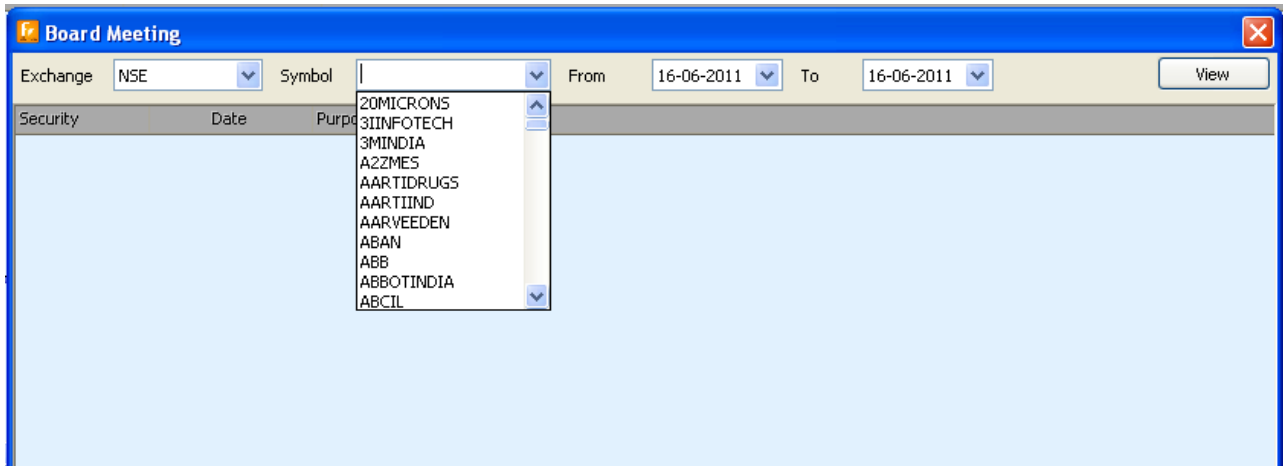 Board Meeting
Exchange NSE Symbol From 16-06-2011 To 16-06-2011 View
Security Date
20MICRONS
3IINFOTECH
3MINDIA
A2ZMES
AARTIDRUGS
AARTIIND
AARVEEDEN
ABAN
ABB
ABBOTINDIA
ABCIL